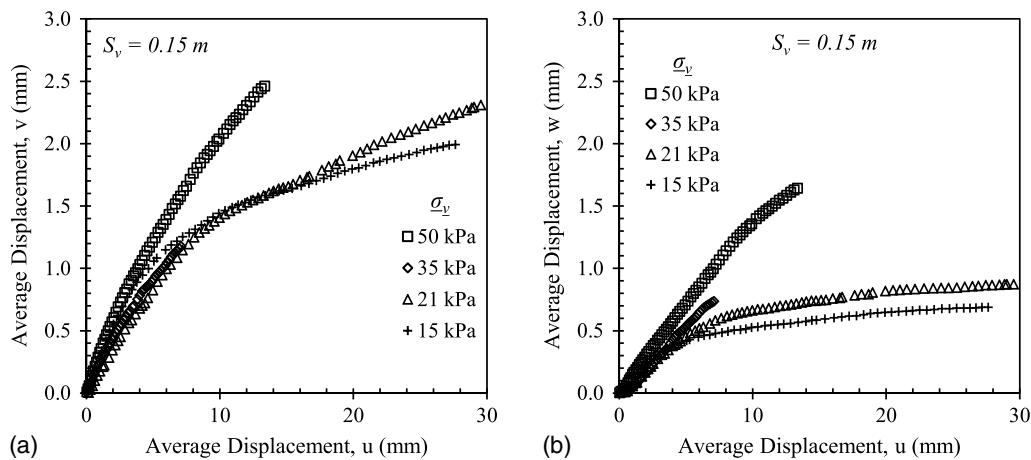 3.0
2.5
2.0
1.5
1.0
0.5
0.0
Average Displacement, v (mm)
S_v = 0.15 m
σ_v
50 kPa
35 kPa
21 kPa
15 kPa
0 10 20 30
(a) Average Displacement, u (mm)
3.0
2.5
2.0
1.5
1.0
0.5
0.0
Average Displacement, w (mm)
S_v = 0.15 m
σ_v
50 kPa
35 kPa
21 kPa
15 kPa
0 10 20 30
(b) Average Displacement, u (mm)